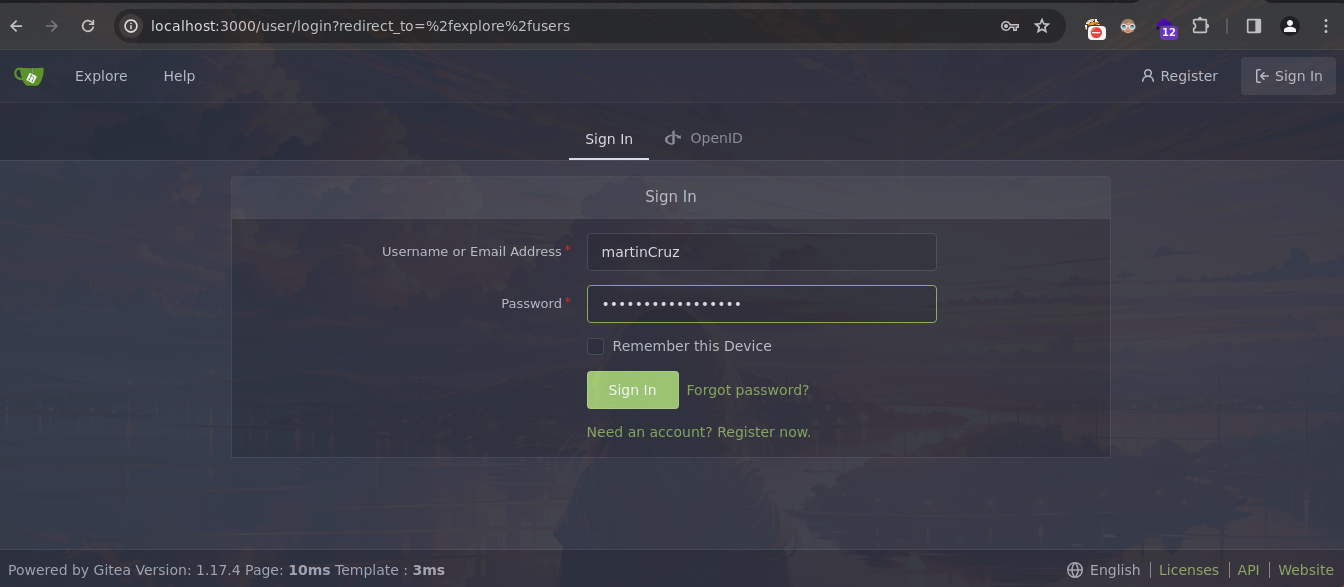 localhost:3000/user/login?redirect_to=%2fexplore%2fusers
12
Explore Help Register Sign In
Sign In OpenID
Sign In
Username or Email Address * martinCruz
Password * •••••••••••••••••
Remember this Device
Sign In Forgot password?
Need an account? Register now.
Powered by Gitea Version: 1.17.4 Page: 10ms Template : 3ms English Licenses API Website